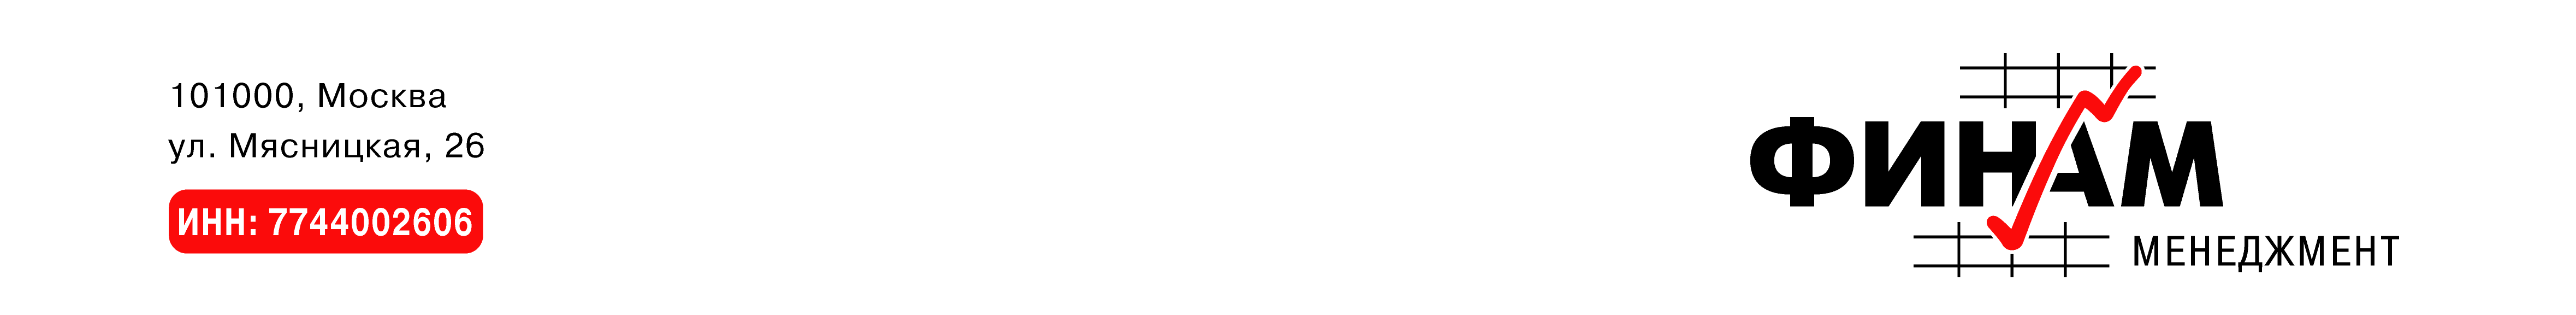 101000, Москва
ул. Мясницкая, 26
ИНН: 7744002606
ФИНАМ
МЕНЕДЖМЕНТ